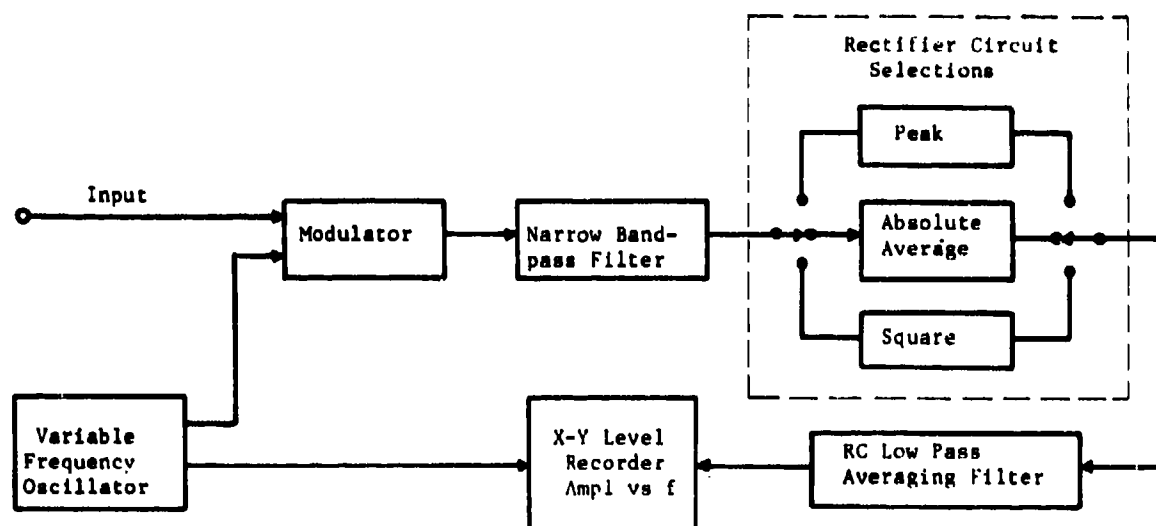 Rectifier Circuit
Selections
Peak
Input
Modulator
Narrow Band-
pass Filter
Absolute
Average
Square
Variable
Frequency
Oscillator
X-Y Level
Recorder
Ampl vs f
RC Low Pass
Averaging Filter